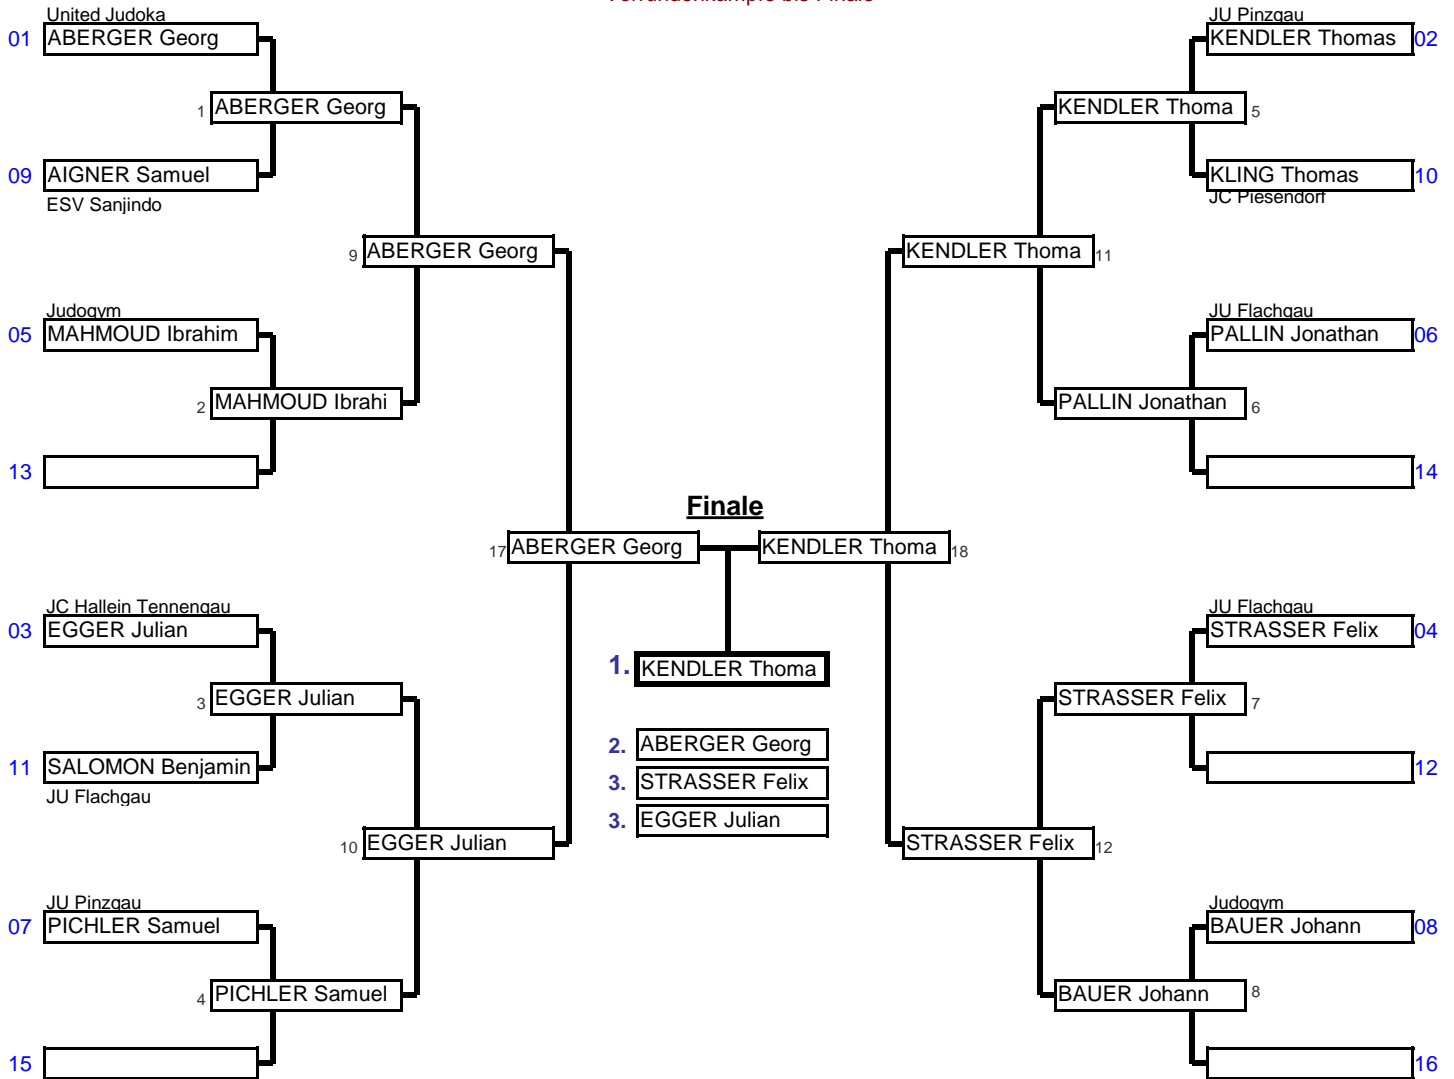 Vorrundenkämpfe bis Finale
United Judoka
01 ABERGER Georg
1 ABERGER Georg
09 AIGNER Samuel
ESV Sanjindo
9 ABERGER Georg
Judogym
05 MAHMOUD Ibrahim
2 MAHMOUD Ibrahi
13
17 ABERGER Georg
JC Hallein Tennengau
03 EGGER Julian
3 EGGER Julian
11 SALOMON Benjamin
JU Flachgau
10 EGGER Julian
JU Pinzgau
07 PICHLER Samuel
4 PICHLER Samuel
15
Finale
1. KENDLER Thoma
2. ABERGER Georg
3. STRASSER Felix
3. EGGER Julian
JU Pinzgau
KENDLER Thomas 02
KENDLER Thoma 5
KLING Thomas 10
JC Piesendorf
KENDLER Thoma 11
JU Flachgau
PALLIN Jonathan 06
PALLIN Jonathan 6
14
KENDLER Thoma 18
JU Flachgau
STRASSER Felix 04
STRASSER Felix 7
12
STRASSER Felix 12
Judogym
BAUER Johann 08
BAUER Johann 8
16